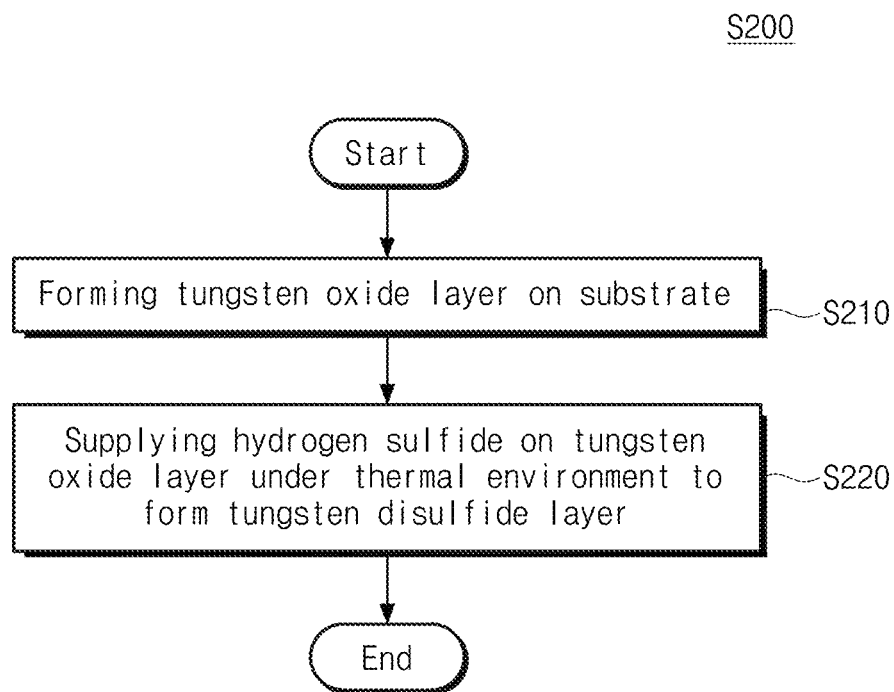 S200
Start
Forming tungsten oxide layer on substrate
S210
Supplying hydrogen sulfide on tungsten
oxide layer under thermal environment to
form tungsten disulfide layer
S220
End